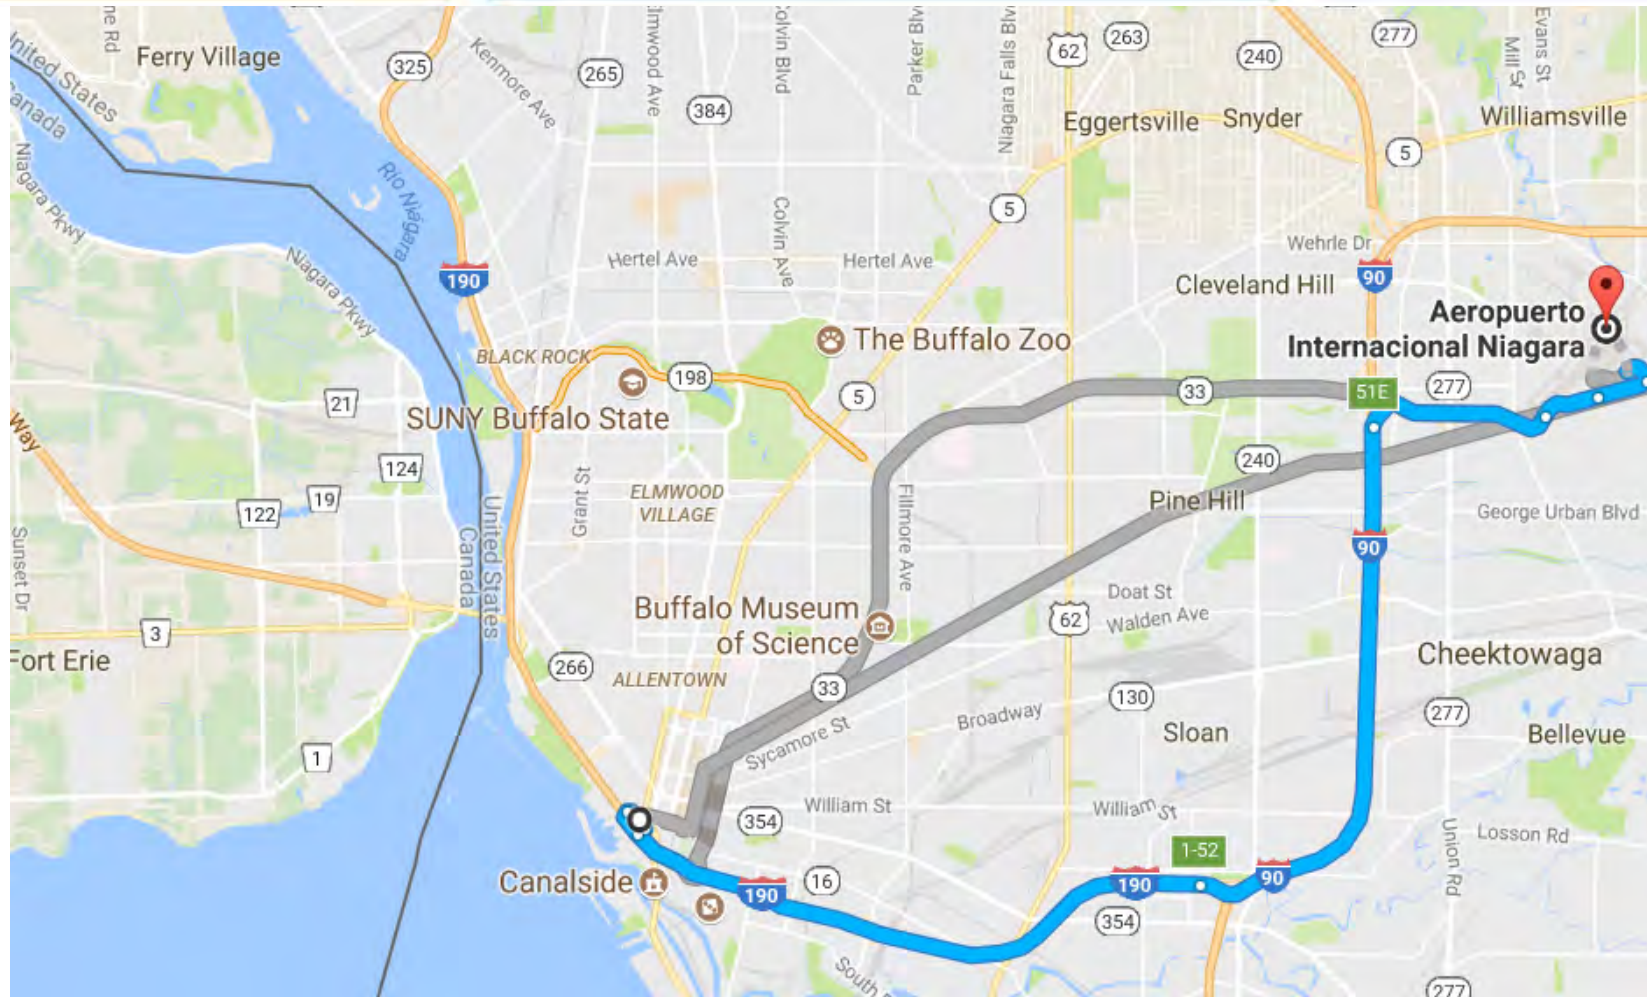 ne Rd
Ferry Village
325
Kenmore Ave
265
Elmwood Ave
384
Colvin Blvd
Parker Blv
Niagara Falls Blv
62
263
240
277
Mill St
Evans St
United States
Canada
Niagara Pkwy
Río Niágara
Eggertsville
Snyder
Williamsville
5
5
Colvin Ave
Hertel Ave
Hertel Ave
Wehrle Dr
Niagara Pkwy
190
Cleveland Hill
90
Aeropuerto
Internacional Niagara
The Buffalo Zoo
BLACK ROCK
198
5
33
51E
277
21
SUNY Buffalo State
Way
124
240
Grant St
ELMWOOD
VILLAGE
Fillmore Ave
Pine Hill
122
19
George Urban Blvd
United States
Canada
90
Sunset Dr
Buffalo Museum
of Science
62
Doat St
Walden Ave
3
Fort Erie
266
ALLENTOWN
33
Cheektowaga
130
Broadway
277
Sycamore St
Sloan
Bellevue
1
William St
354
William St
Losson Rd
Union Rd
1-52
Canalside
190
16
190
90
354
South
277